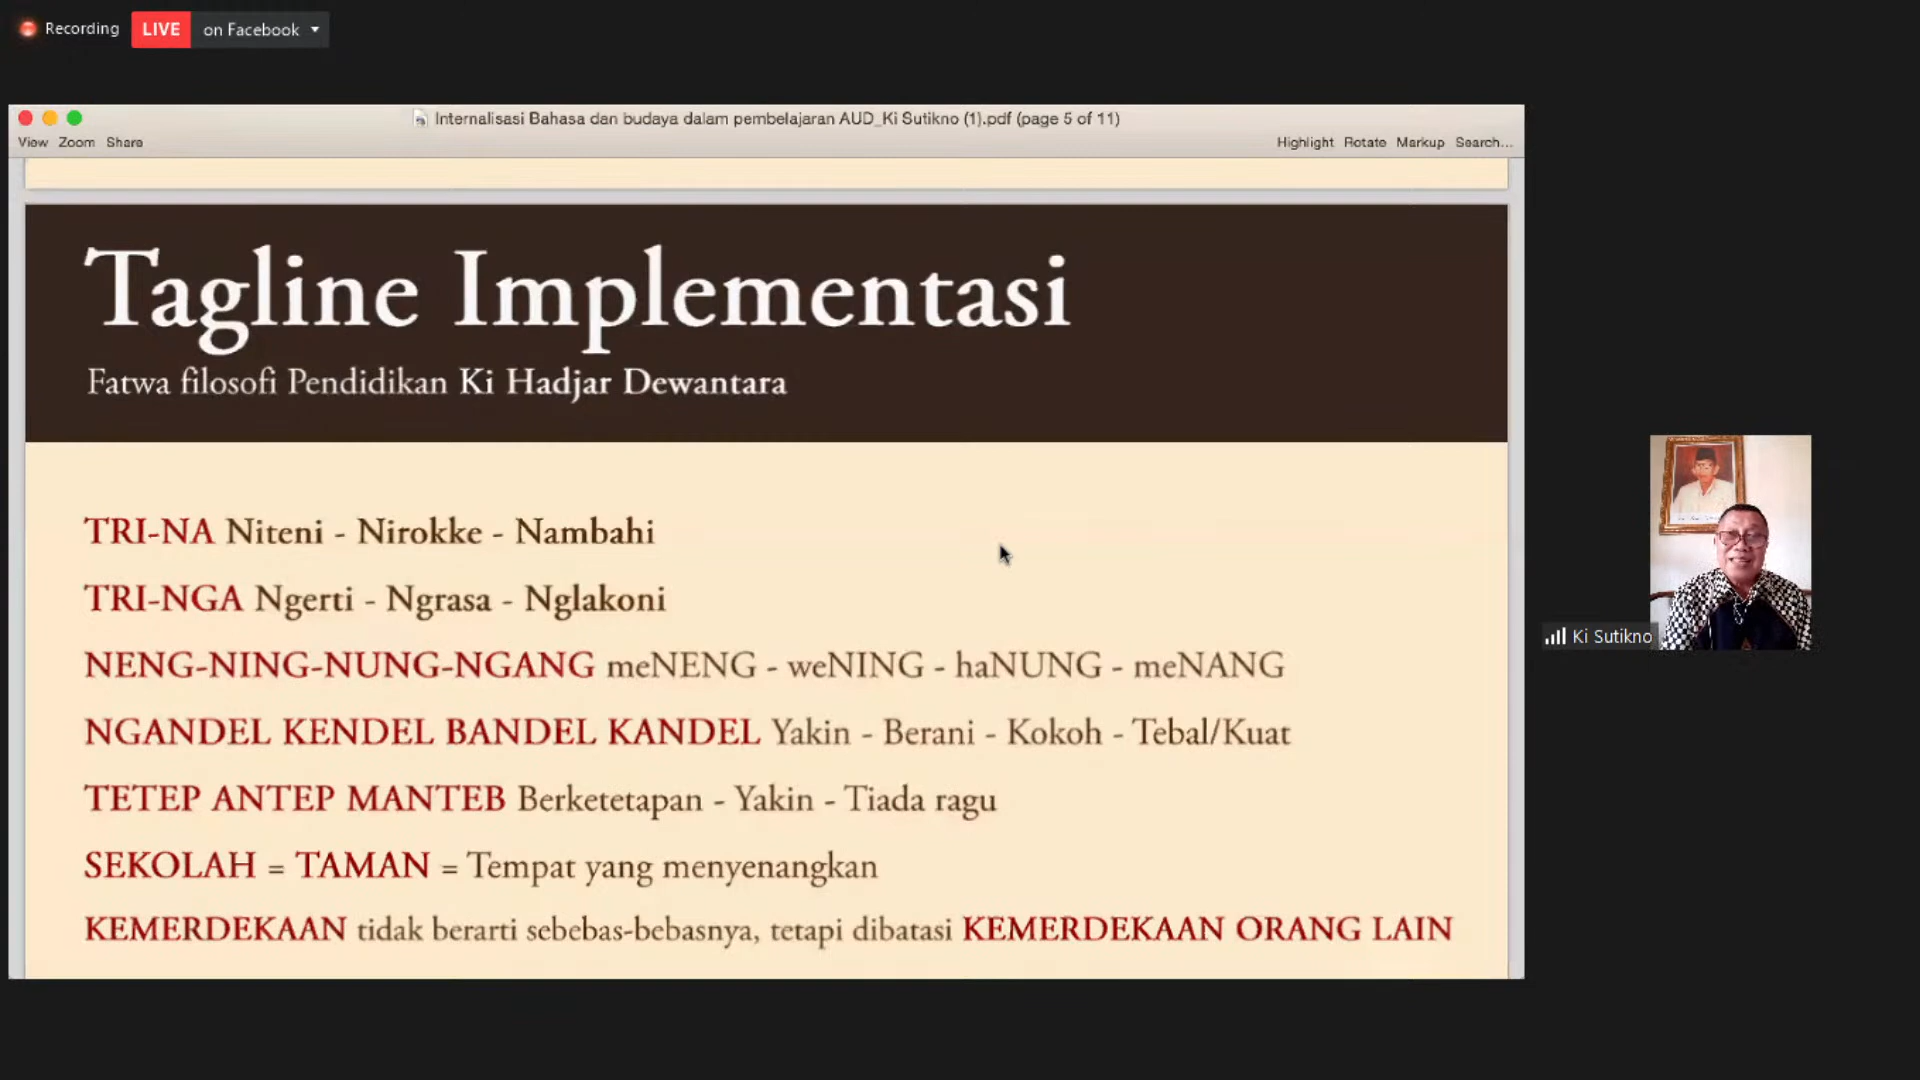 Recording LIVE on Facebook
Internalisasi Bahasa dan budaya dalam pembelajaran AUD_Ki Sutikno (1).pdf (page 5 of 11)
View Zoom Share Highlight Rotate Markup Search...
Tagline Implementasi
Fatwa filosofi Pendidikan Ki Hadjar Dewantara
TRI-NA Niteni - Nirokke - Nambahi
TRI-NGA Ngerti - Ngrasa - Nglakoni
NENG-NING-NUNG-NGANG meNENG - weNING - haNUNG - meNANG
NGANDEL KENDEL BANDEL KANDEL Yakin - Berani - Kokoh - Tebal/Kuat
TETEP ANTEP MANTEB Berketetapan - Yakin - Tiada ragu
SEKOLAH = TAMAN = Tempat yang menyenangkan
KEMERDEKAAN tidak berarti sebebas-bebasnya, tetapi dibatasi KEMERDEKAAN ORANG LAIN
Ki Sutikno